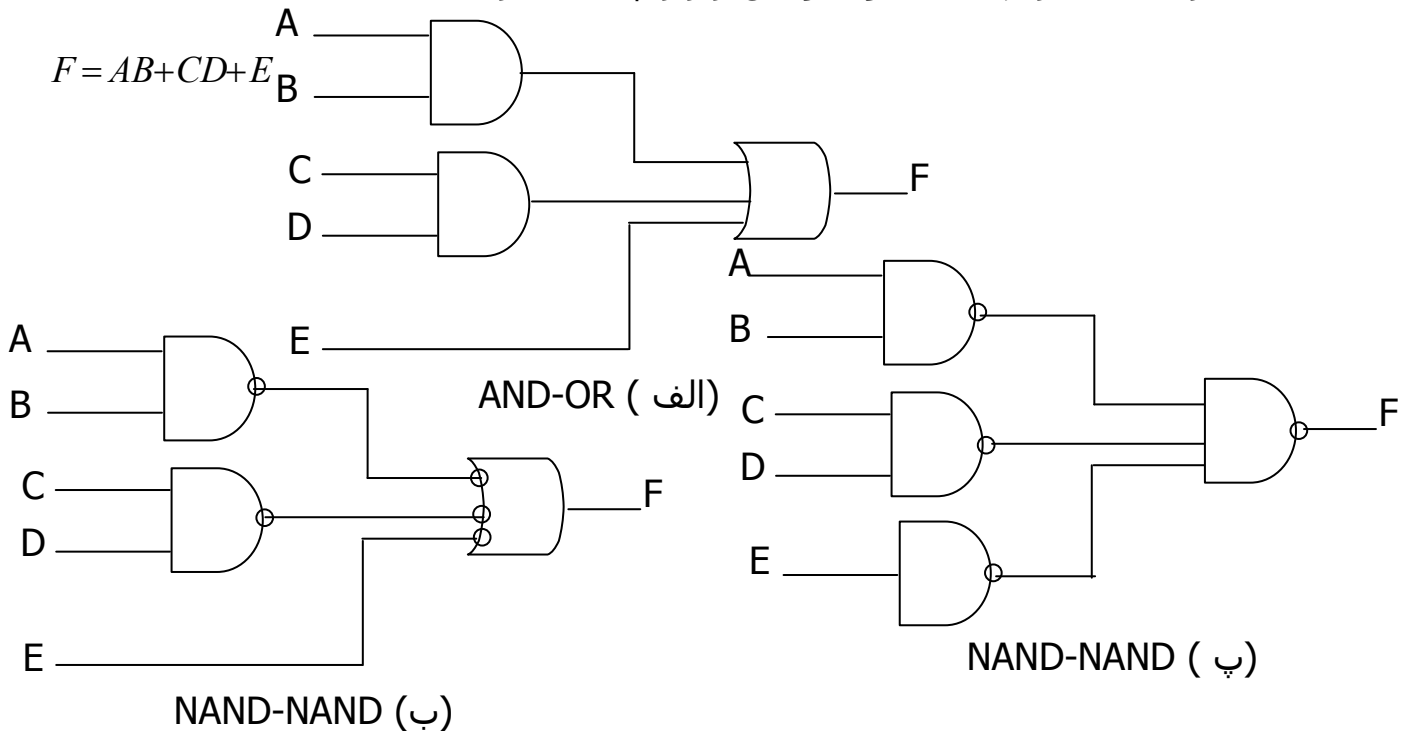 A
F = AB+CD+E
B
C
D
F
E
AND-OR ( الف)
A
B
C
D
E
F
NAND-NAND (ب)
A
B
C
D
E
F
NAND-NAND ( پ)